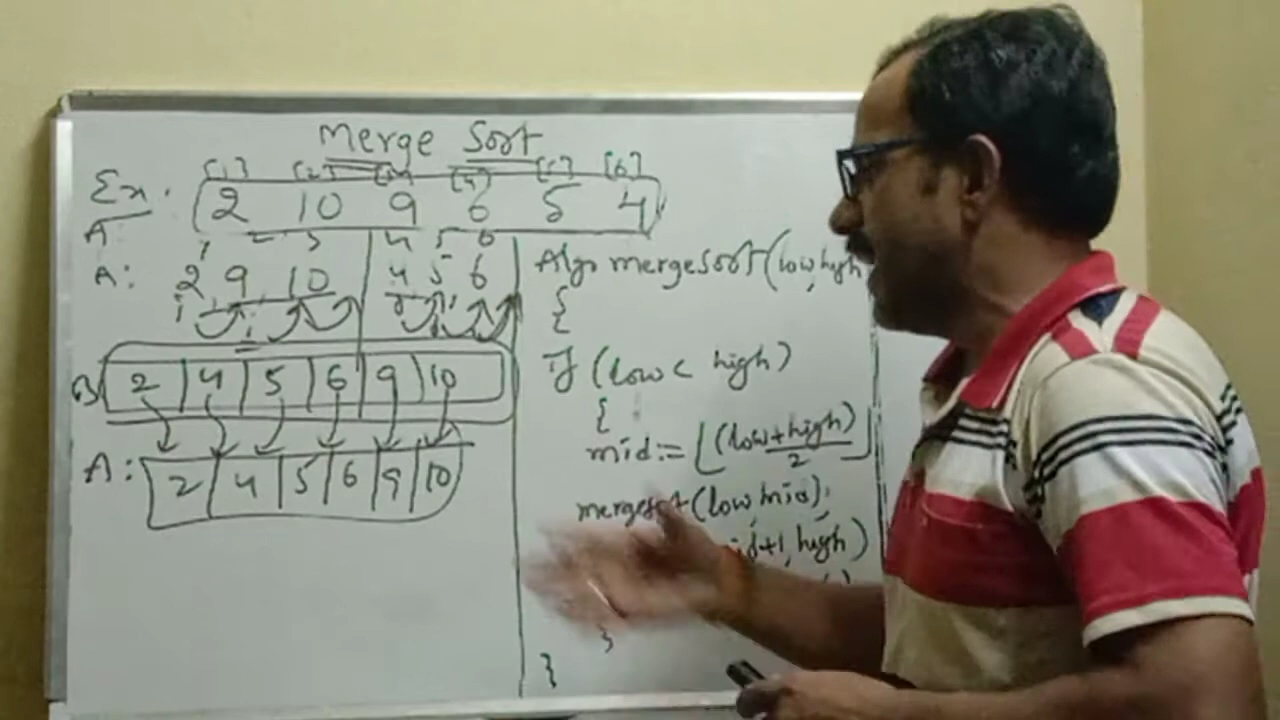 Merge Sort
[1] [2] [3] [4] [5] [6]
Ex: 2 10 9 6 5 4
A 1 2 3 4 5 6
A: 2, 9, 10 4 5 6
i j
B 2 4 5 6 9 10
A: 2 4 5 6 9 10
Algo mergesort(low, high
{
if (low < high)
{
mid := ⌊(low+high)/2⌋
mergesort(low, mid);
mid+1, high)
}
}